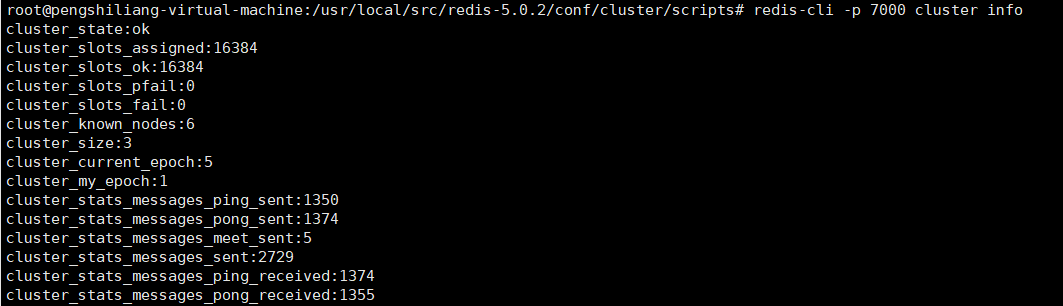 root@pengshiliang-virtual-machine:/usr/local/src/redis-5.0.2/conf/cluster/scripts# redis-cli -p 7000 cluster info
cluster_state:ok
cluster_slots_assigned:16384
cluster_slots_ok:16384
cluster_slots_pfail:0
cluster_slots_fail:0
cluster_known_nodes:6
cluster_size:3
cluster_current_epoch:5
cluster_my_epoch:1
cluster_stats_messages_ping_sent:1350
cluster_stats_messages_pong_sent:1374
cluster_stats_messages_meet_sent:5
cluster_stats_messages_sent:2729
cluster_stats_messages_ping_received:1374
cluster_stats_messages_pong_received:1355